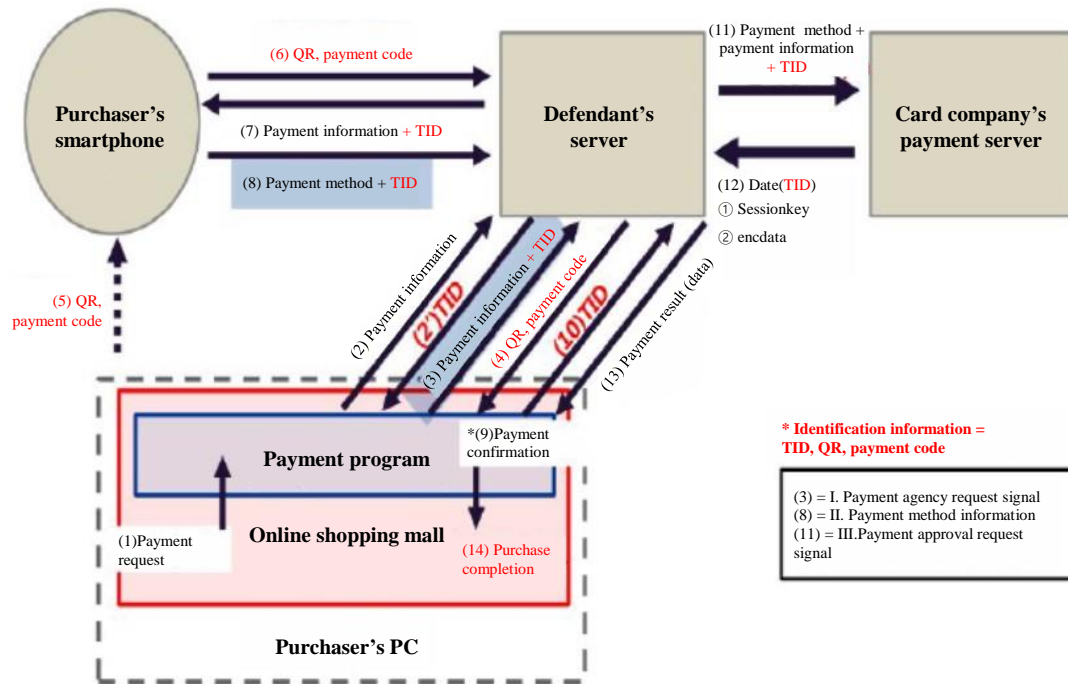 (6) QR, payment code
(11) Payment method +
payment information
+ TID
Purchaser's
smartphone
(7) Payment information + TID
(8) Payment method + TID
Defendant's
server
Card company's
payment server
(12) Date(TID)
① Sessionkey
② encdata
(5) QR,
payment code
(2) Payment information
(2')TID
(3) Payment information + TID
(4) QR, payment code
(10)TID
(13) Payment result (data)
Payment program
*(9)Payment
confirmation
(1)Payment
request
Online shopping mall
(14) Purchase
completion
Purchaser's PC
* Identification information =
TID, QR, payment code
(3) = I. Payment agency request signal
(8) = II. Payment method information
(11) = III.Payment approval request
signal